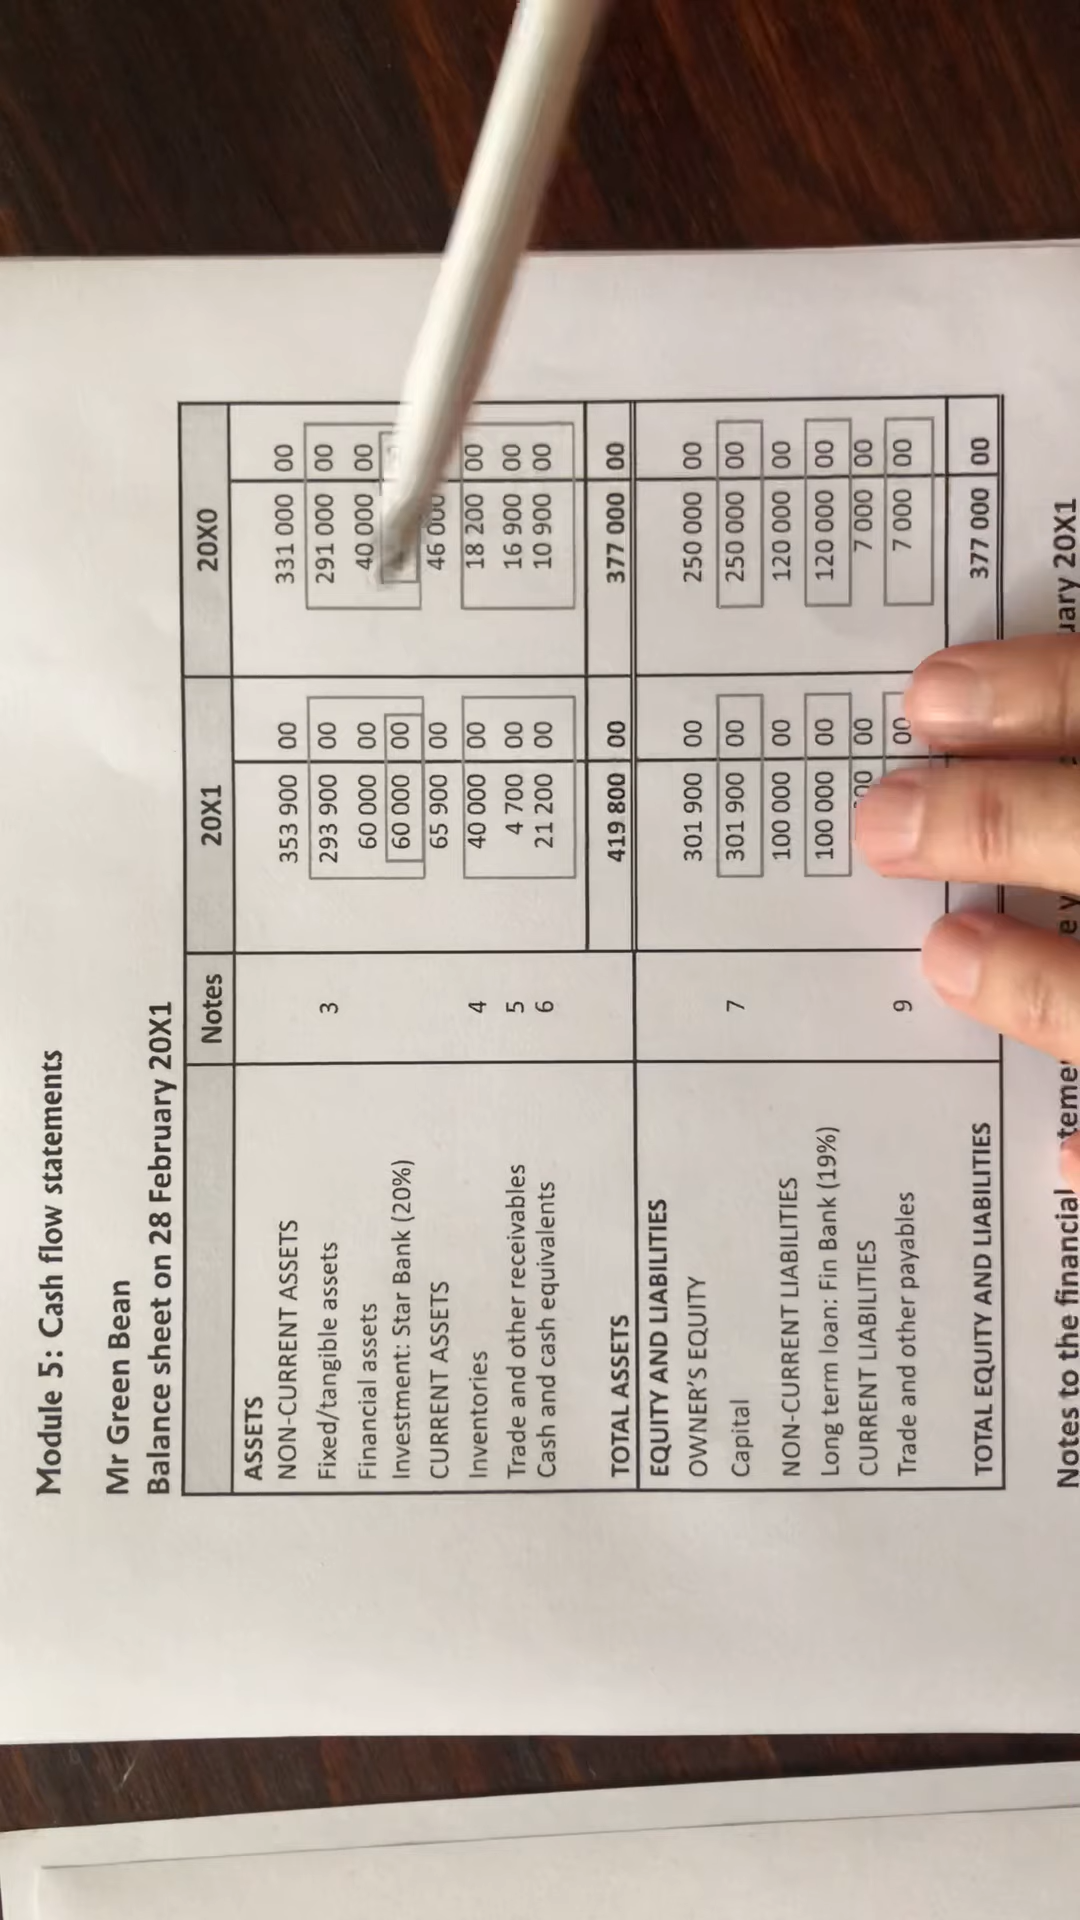 Module 5: Cash flow statements
Mr Green Bean
Balance sheet on 28 February 20X1
Notes 20X1 20X0
ASSETS
NON-CURRENT ASSETS 353 900 00 331 000 00
Fixed/tangible assets 3 293 900 00 291 000 00
Financial assets 60 000 00 40 000 00
Investment: Star Bank (20%) 60 000 00
CURRENT ASSETS 65 900 00 46 000
Inventories 4 40 000 00 18 200 00
Trade and other receivables 5 4 700 00 16 900 00
Cash and cash equivalents 6 21 200 00 10 900 00
TOTAL ASSETS 419 800 00 377 000 00
EQUITY AND LIABILITIES
OWNER'S EQUITY 301 900 00 250 000 00
Capital 7 301 900 00 250 000 00
NON-CURRENT LIABILITIES 100 000 00 120 000 00
Long term loan: Fin Bank (19%) 100 000 00 120 000 00
CURRENT LIABILITIES 00 7 000 00
Trade and other payables 9 00 7 000 00
TOTAL EQUITY AND LIABILITIES 377 000 00
Notes to the financial 20X1